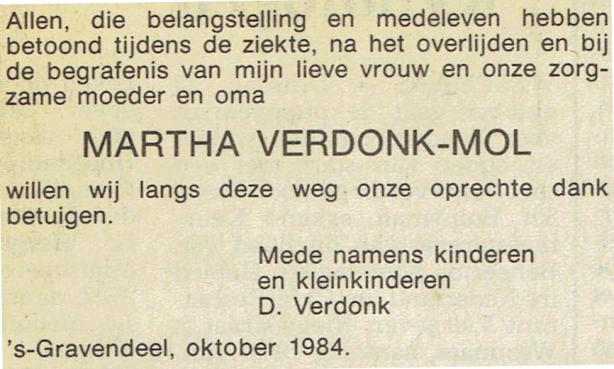 Allen, die belangstelling en medeleven hebben
betoond tijdens de ziekte, na het overlijden en bij
de begrafenis van mijn lieve vrouw en onze zorg-
zame moeder en oma
MARTHA VERDONK-MOL
willen wij langs deze weg onze oprechte dank
betuigen.
Mede namens kinderen
en kleinkinderen
D. Verdonk
's-Gravendeel, oktober 1984.